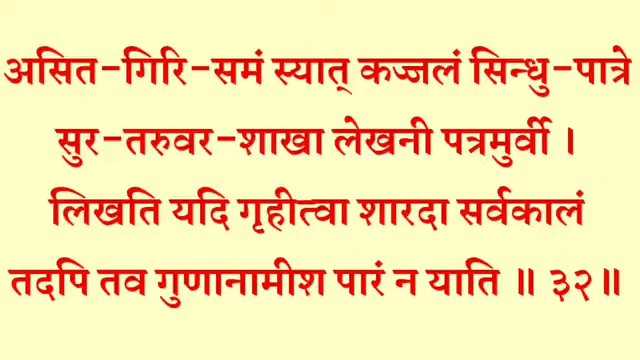 असित-गिरि-समं स्यात् कज्जलं सिन्धु-पात्रे
सुर-तरुवर-शाखा लेखनी पत्रमुर्वी ।
लिखति यदि गृहीत्वा शारदा सर्वकालं
तदपि तव गुणानामीश पारं न याति ॥ ३२॥